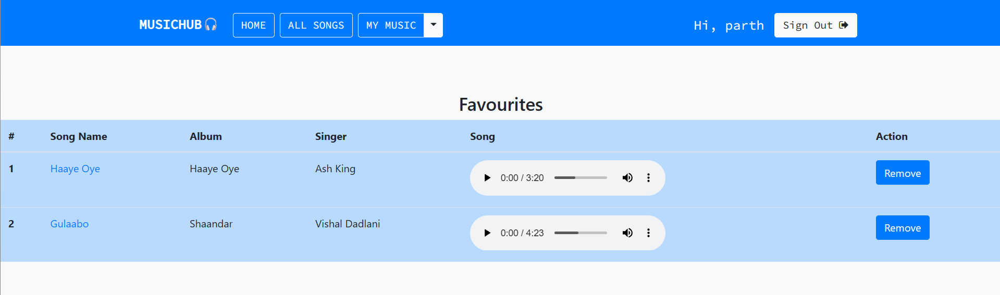 MUSICHUB HOME ALL SONGS MY MUSIC Hi, parth Sign Out
Favourites
# Song Name Album Singer Song Action
1 Haaye Oye Haaye Oye Ash King 0:00 / 3:20 Remove
2 Gulaabo Shaandar Vishal Dadlani 0:00 / 4:23 Remove